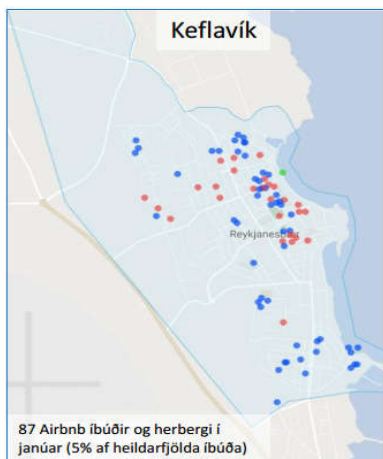 Keflavík
Reykjanesbær
87 Airbnb íbúðir og herbergi í
janúar (5% af heildarfjölda íbúða)